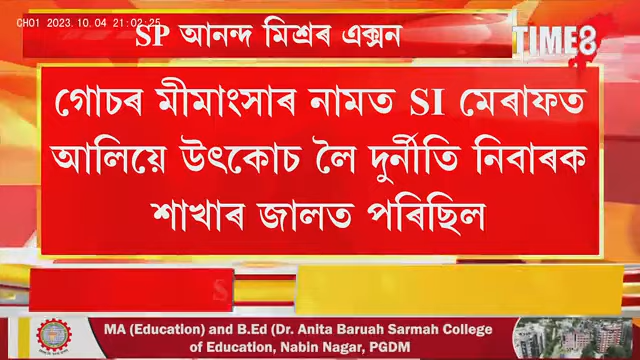 CH01 2023.10.04 21:02:25
SP আনন্দ মিশ্ৰৰ এক্সন
TIME8
গোচৰ মীমাংসাৰ নামত SI মেৰাফত
আলিয়ে উৎকোচ লৈ দুৰ্নীতি নিবাৰক
শাখাৰ জালত পৰিছিল
S
MA (Education) and B.Ed (Dr. Anita Baruah Sarmah College
of Education, Nabin Nagar, PGDM